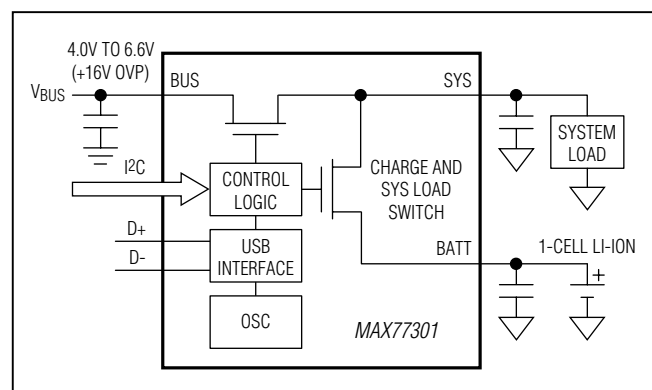 4.0V TO 6.6V
(+16V OVP)
VBUS
BUS
SYS
SYSTEM
LOAD
I2C
CONTROL
LOGIC
CHARGE AND
SYS LOAD
SWITCH
D+
D-
USB
INTERFACE
BATT
1-CELL LI-ION
+
OSC
MAX77301